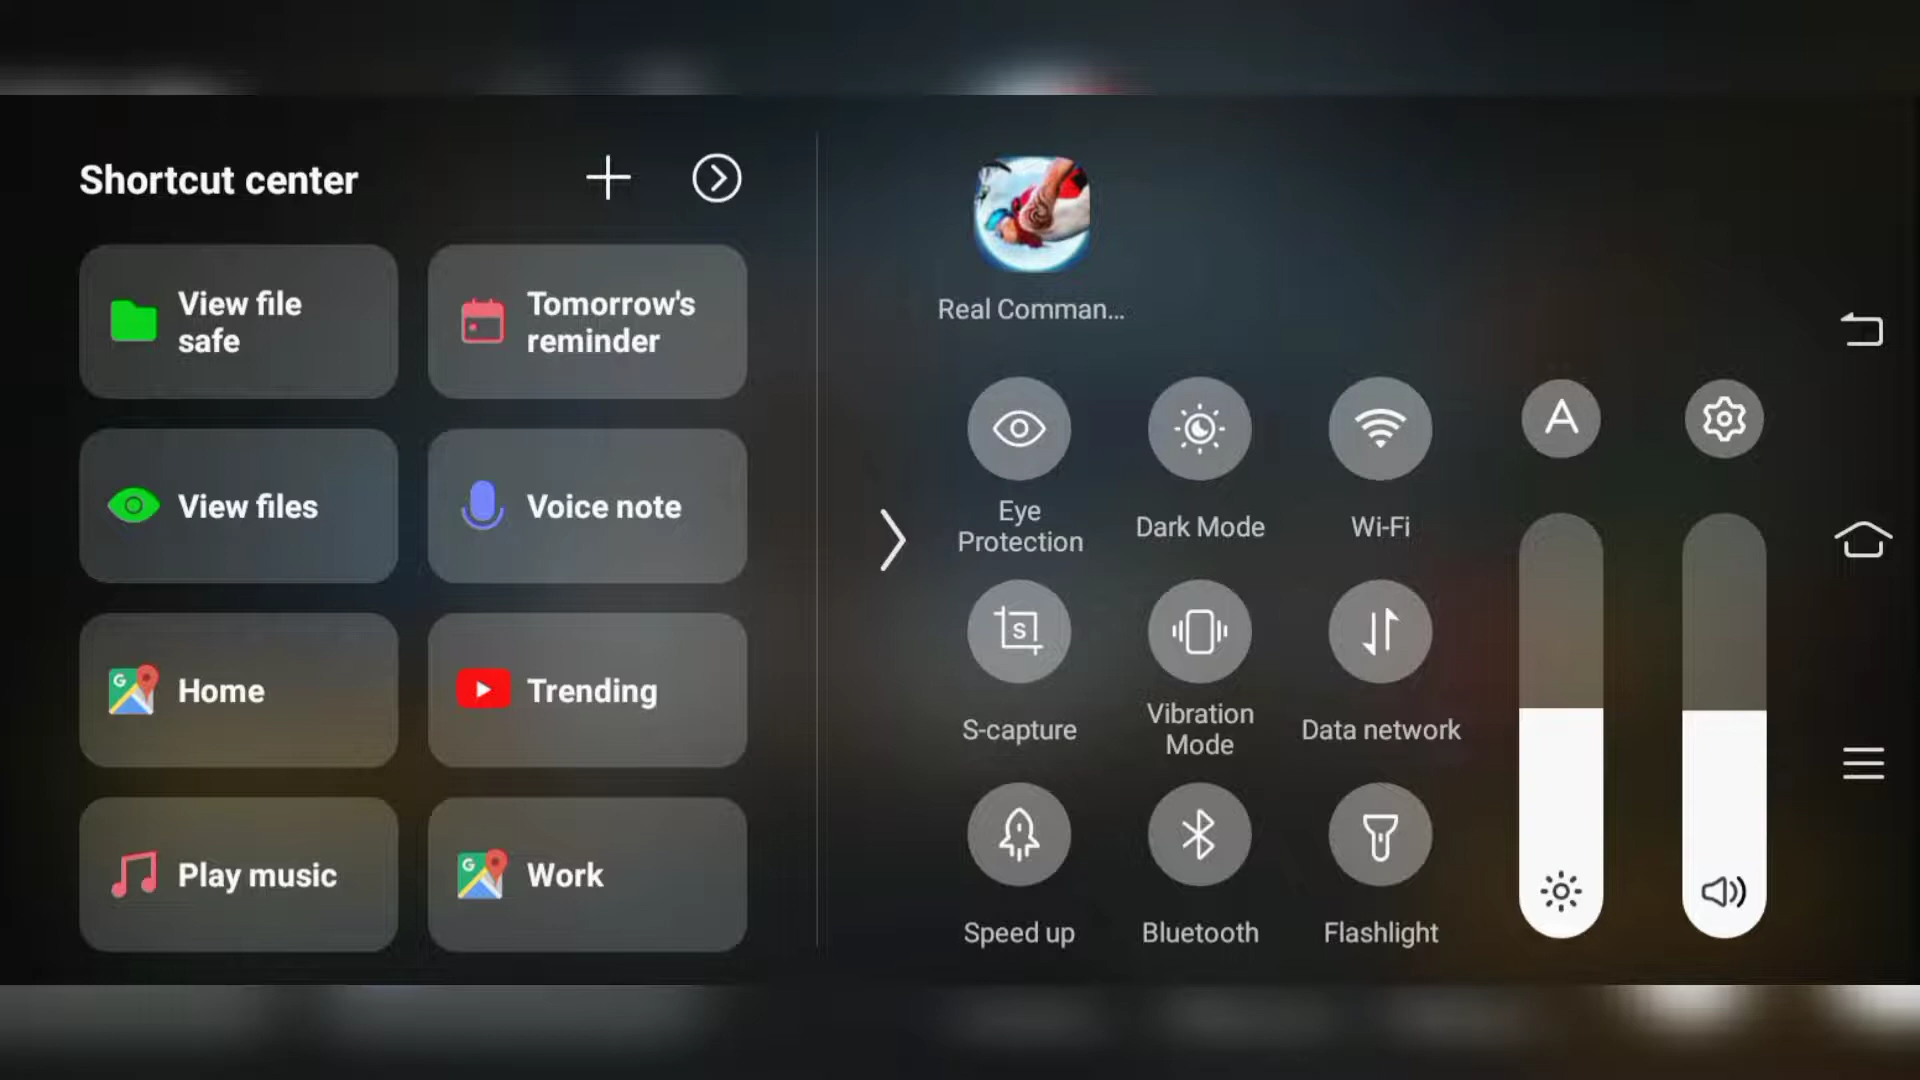 Shortcut center
View file
safe
Tomorrow's
reminder
View files
Voice note
Home
Trending
Play music
Work
Real Comman...
A
Eye
Protection
Dark Mode
Wi-Fi
S
S-capture
Vibration
Mode
Data network
Speed up
Bluetooth
Flashlight